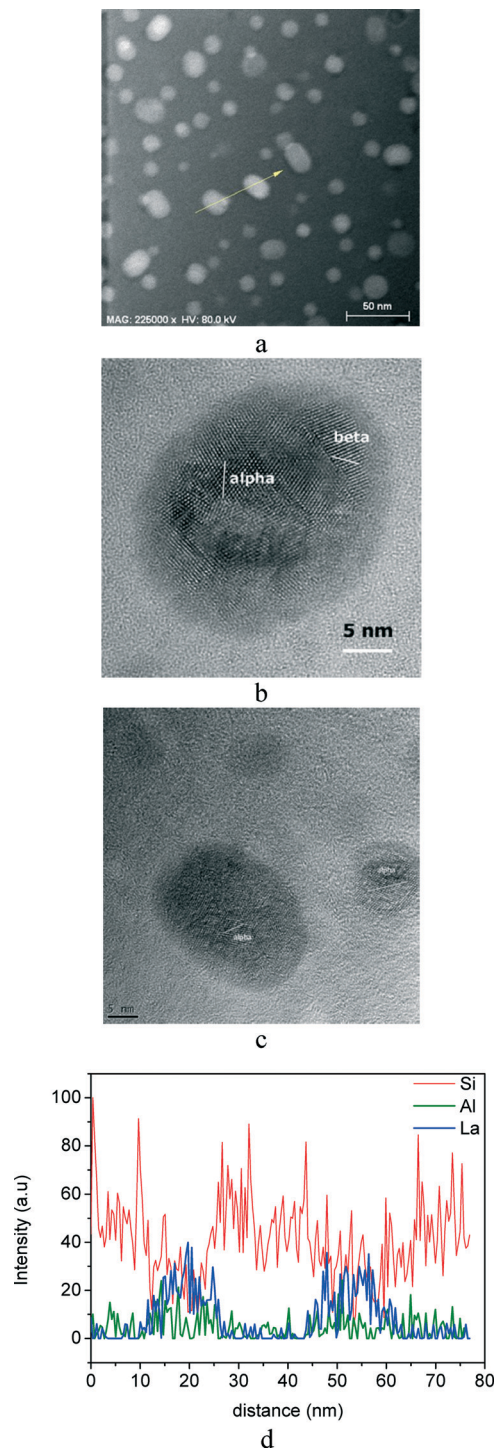 MAG: 225000 x HV: 80.0 kV
50 nm
a
beta
alpha
5 nm
b
alpha
alpha
5 nm
c
100
80
60
40
20
0
Intensity (a.u)
Si
Al
La
0 10 20 30 40 50 60 70 80
distance (nm)
d